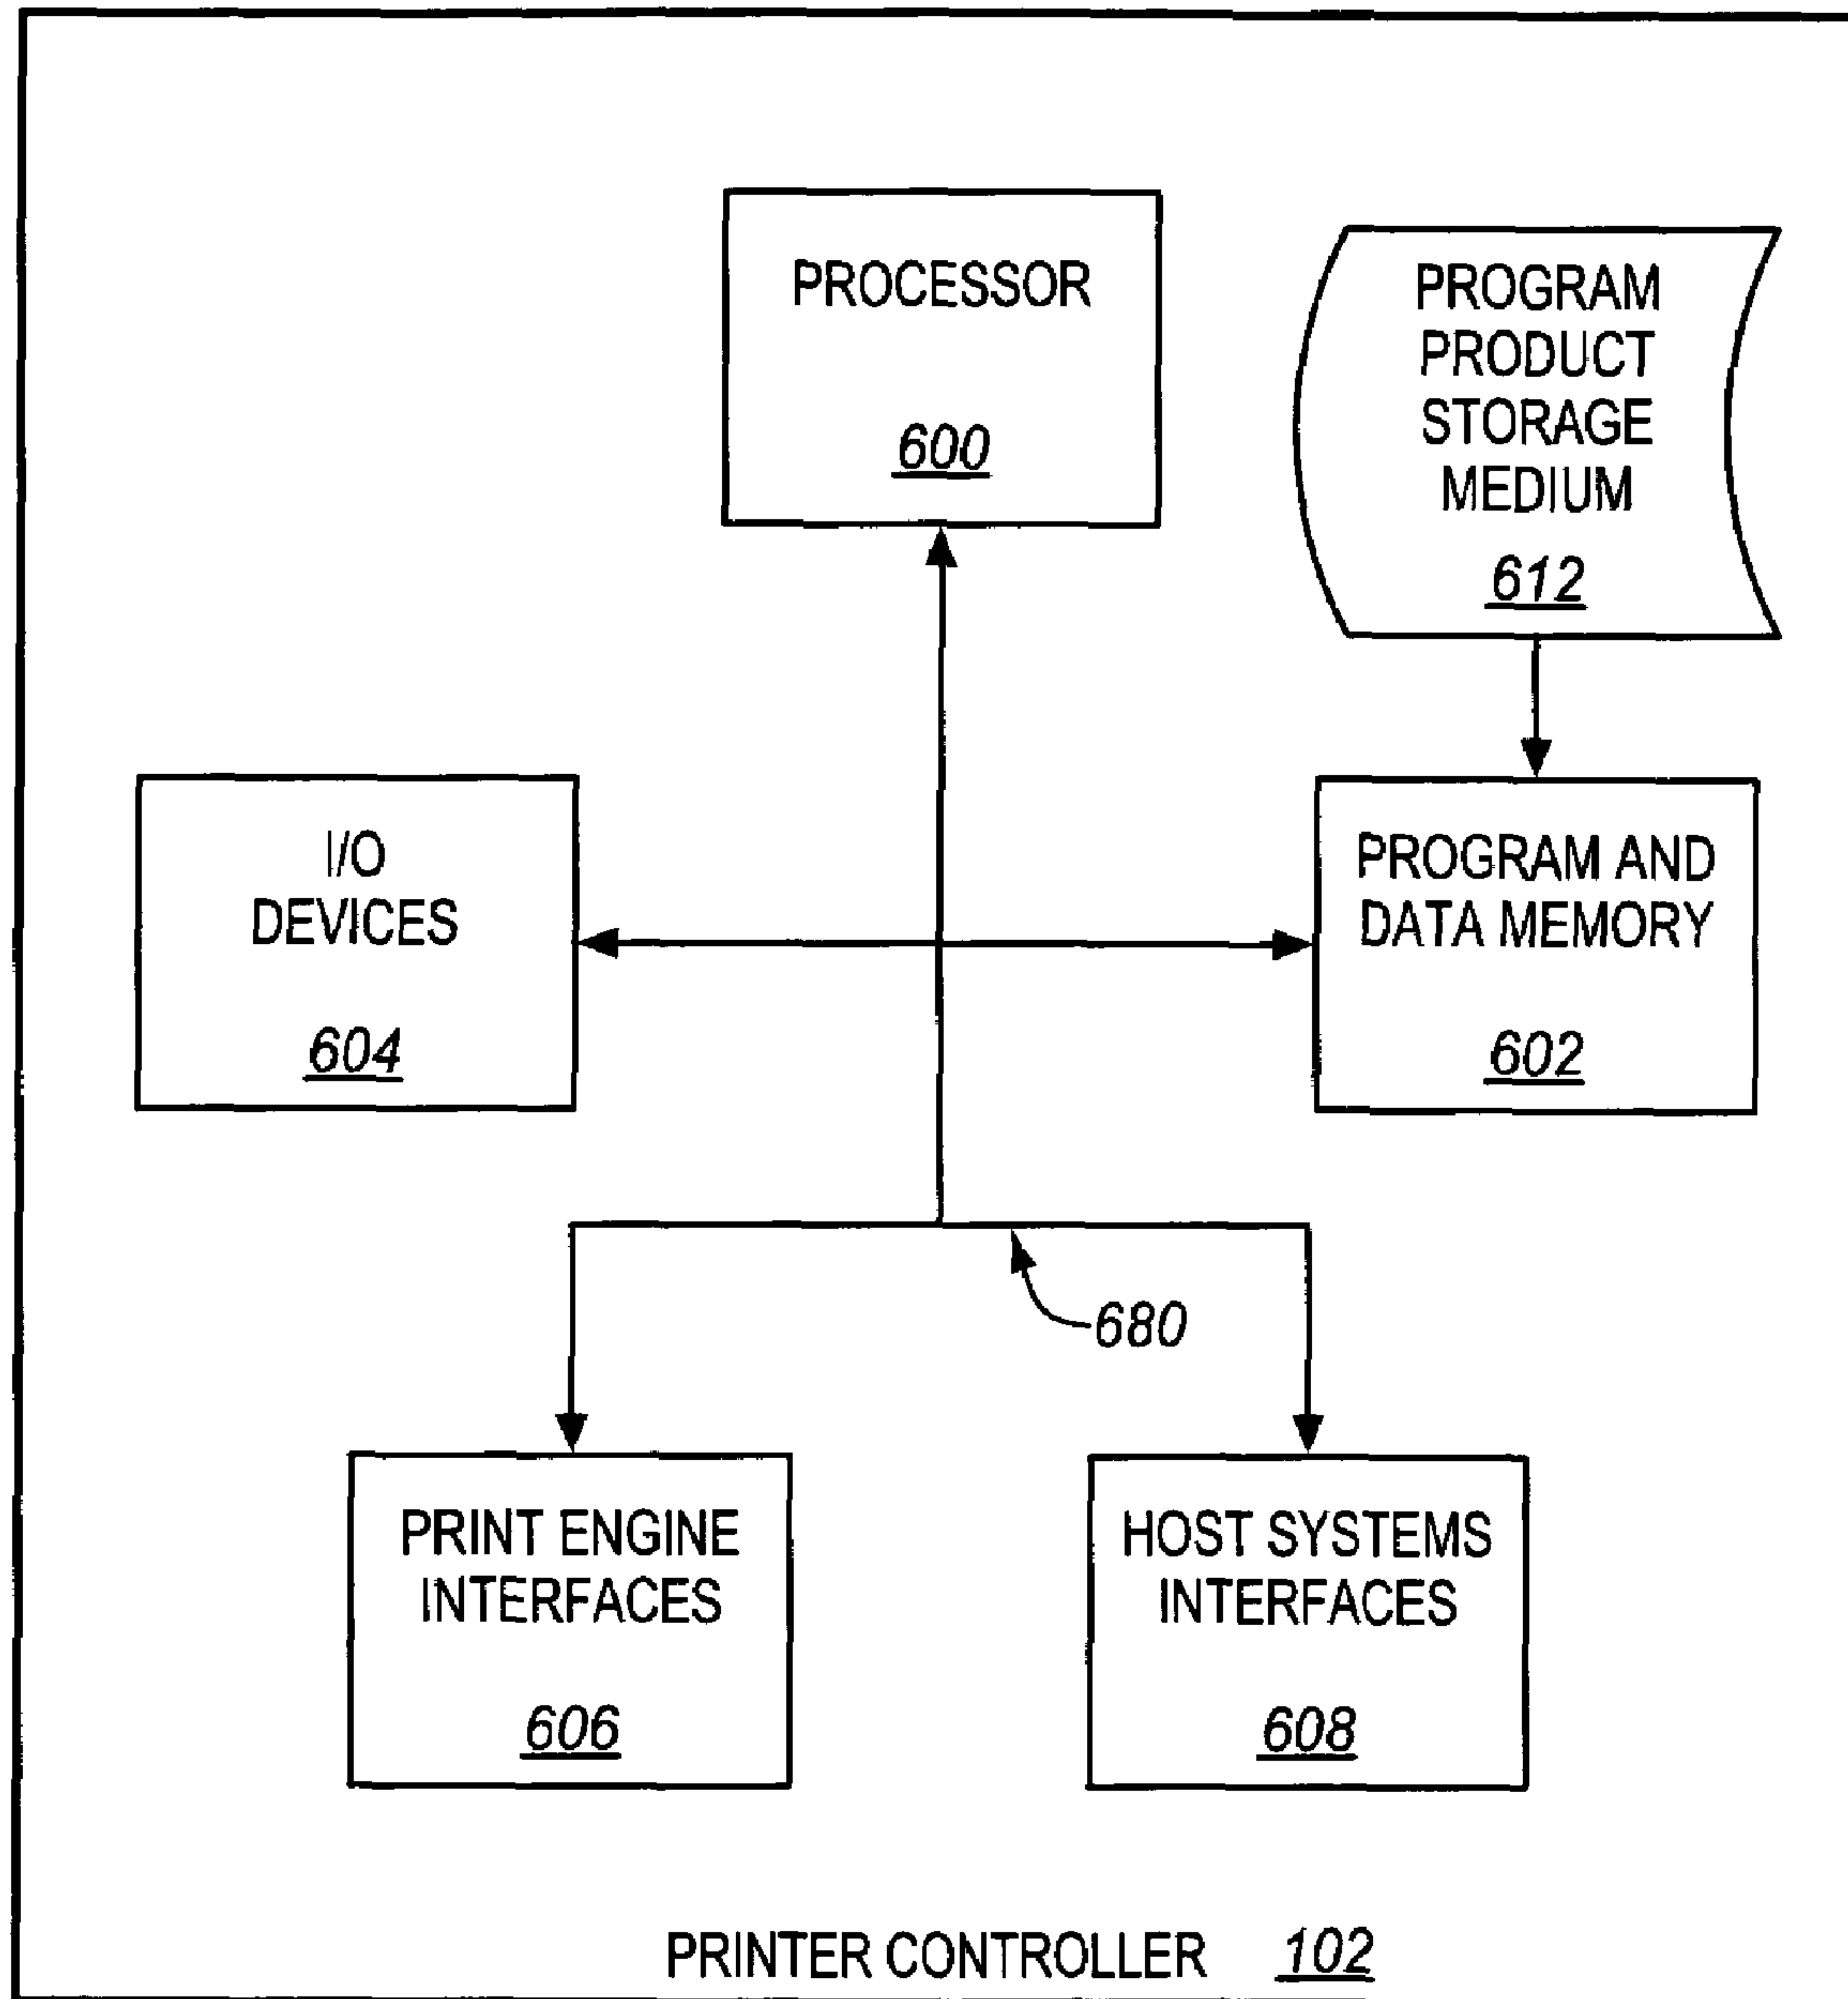 PROCESSOR
600
PROGRAM
PRODUCT
STORAGE
MEDIUM
612
I/O
DEVICES
604
PROGRAM AND
DATA MEMORY
602
680
PRINT ENGINE
INTERFACES
606
HOST SYSTEMS
INTERFACES
608
PRINTER CONTROLLER 102